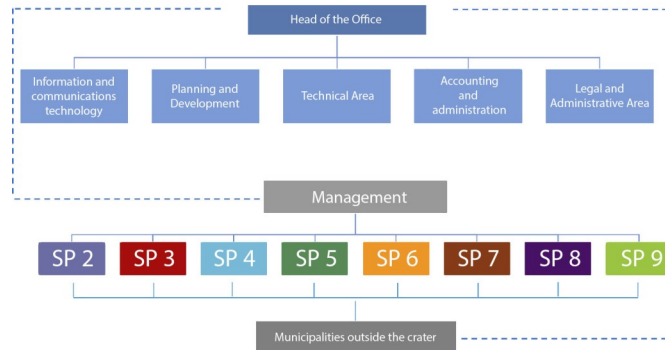 Head of the Office
Information and
communications
technology
Planning and
Development
Technical Area
Accounting
and
administration
Legal and
Administrative Area
Management
SP 2
SP 3
SP 4
SP 5
SP 6
SP 7
SP 8
SP 9
Municipalities outside the crater